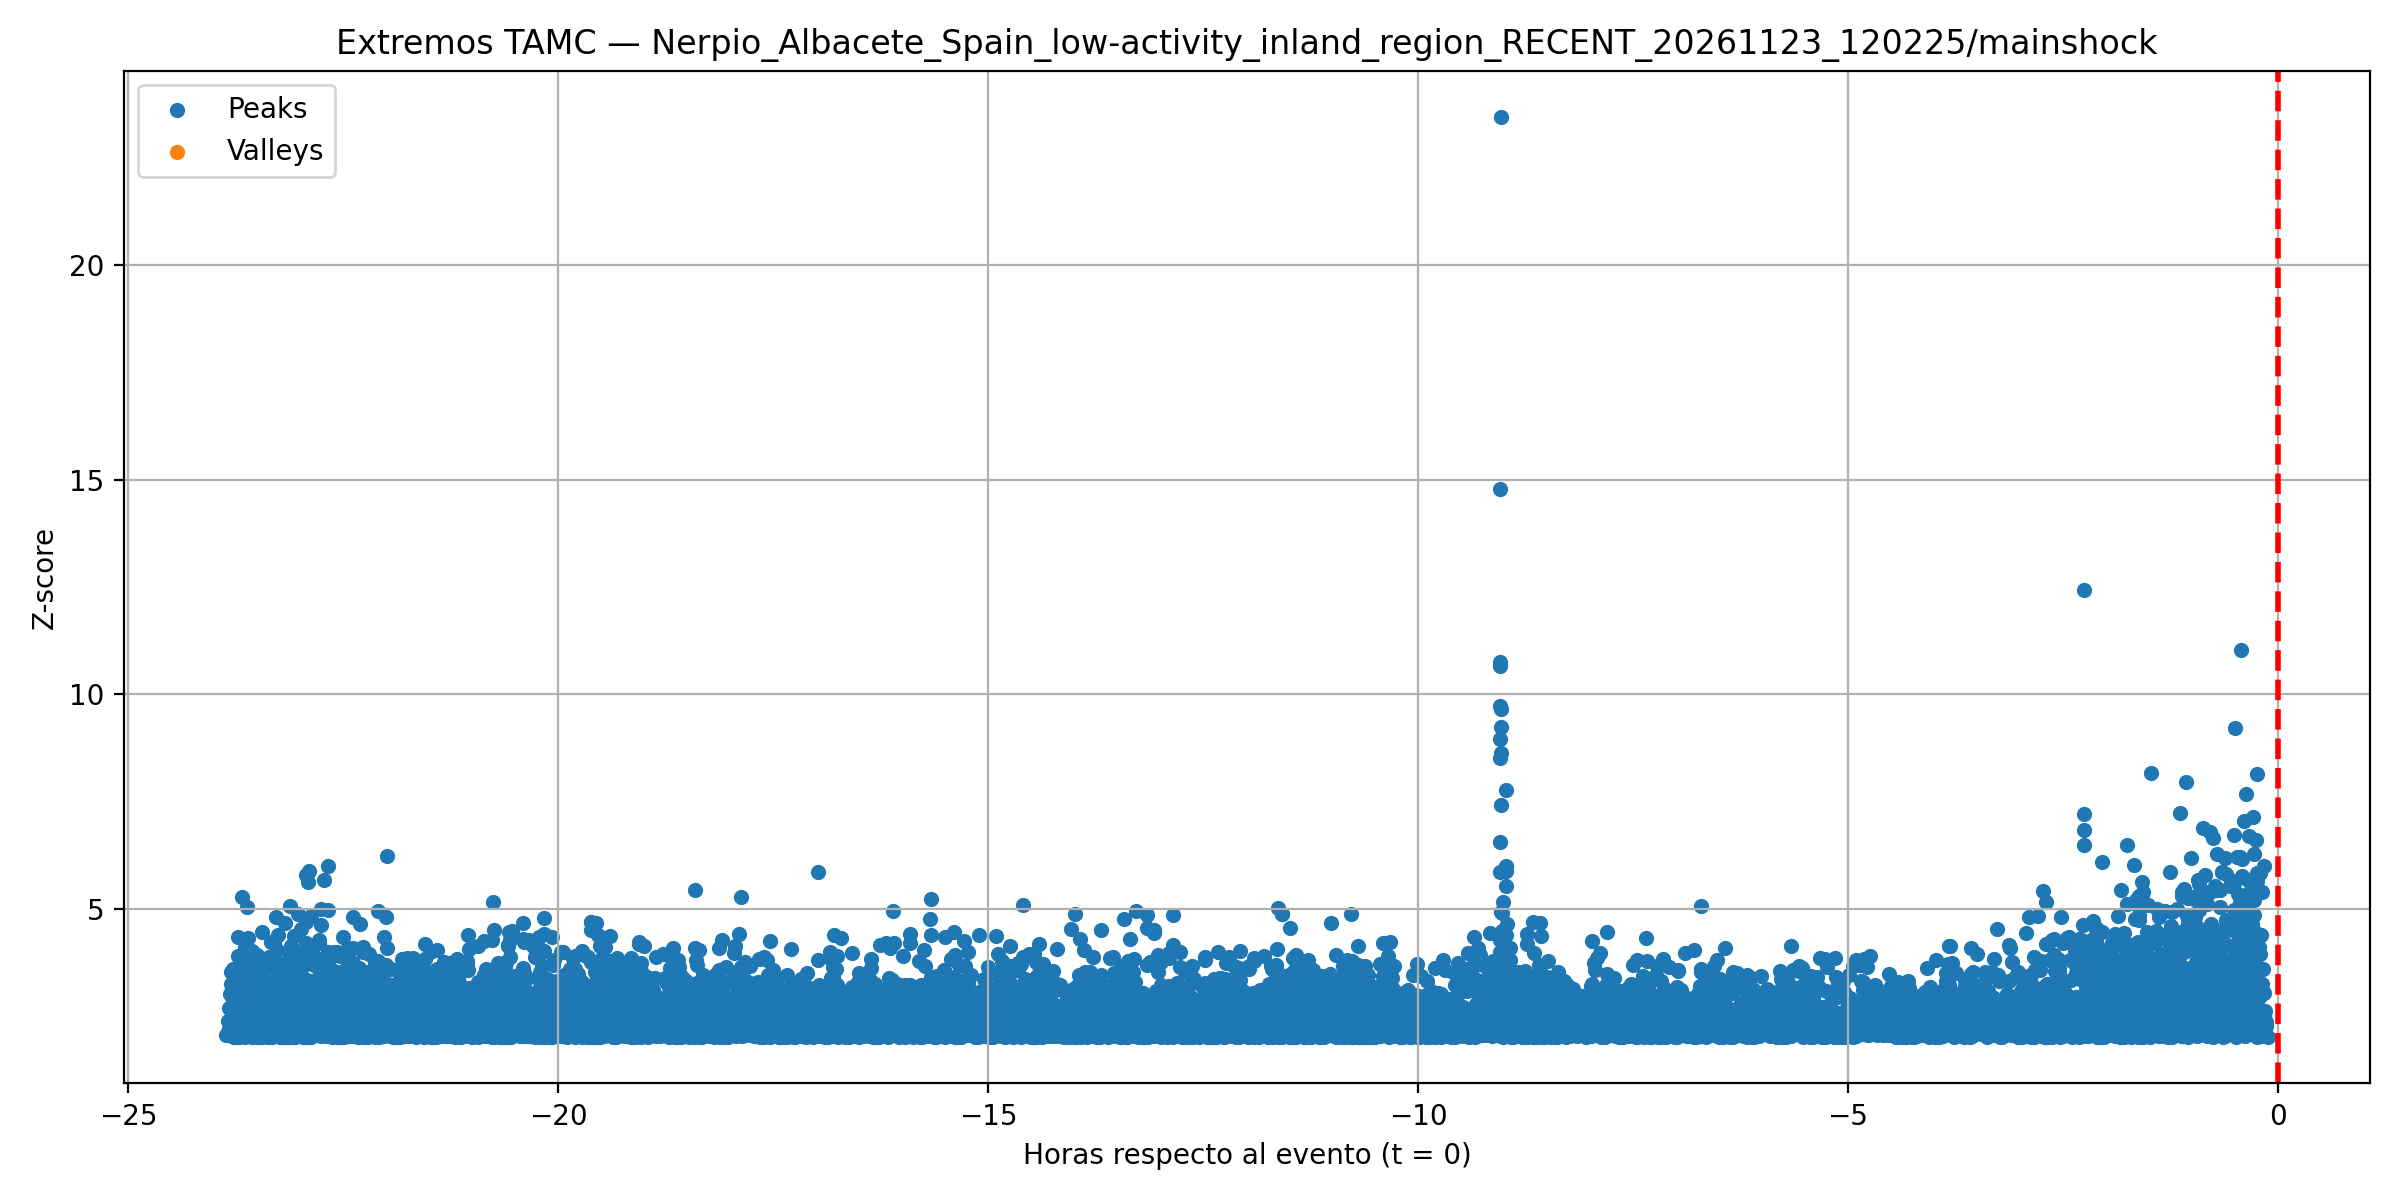 Extremos TAMC — Nerpio_Albacete_Spain_low-activity_inland_region_RECENT_20261123_120225/mainshock
Peaks
Valleys
20
15
10
5
Z-score
−25
−20
−15
−10
−5
0
Horas respecto al evento (t = 0)